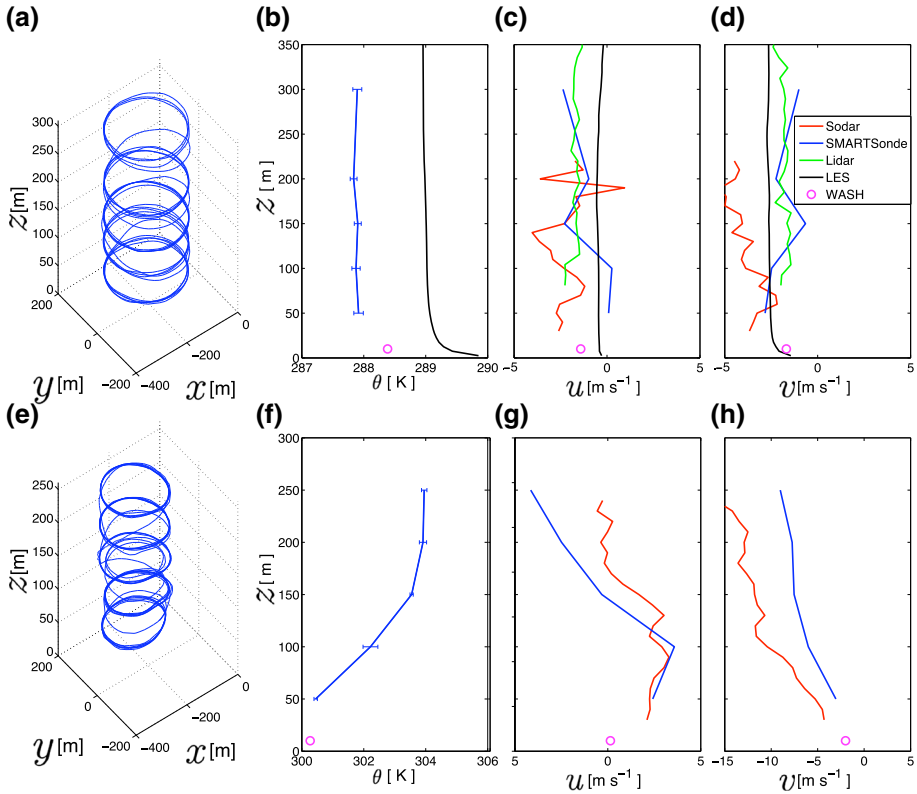 (a)
(b)
(c)
(d)
300
250
200
150
100
50
0
z[m]
200
0
−200
y[m]
−400
−200
0
x[m]
350
300
250
200
150
100
50
0
z[m]
287
288
289
290
θ[K]
−5
0
5
u[m s⁻¹]
−5
0
5
v[m s⁻¹]
Sodar
SMARTSonde
Lidar
LES
WASH
(e)
(f)
(g)
(h)
250
200
150
100
50
0
z[m]
200
0
−200
y[m]
−400
−200
0
x[m]
300
250
200
150
100
50
0
z[m]
300
302
304
306
θ[K]
5
0
5
u[m s⁻¹]
−15
−10
−5
0
5
v[m s⁻¹]